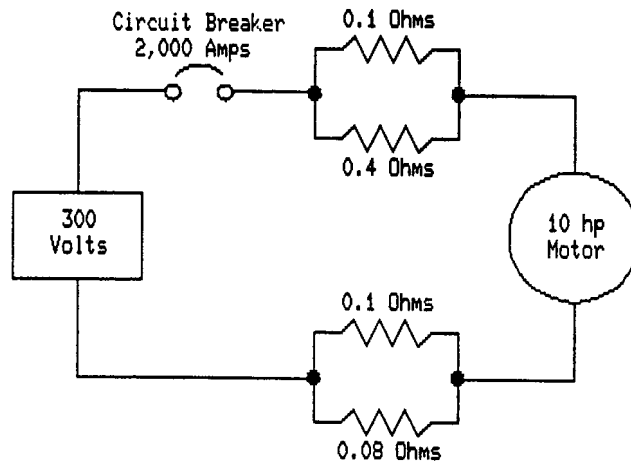 Circuit Breaker
2,000 Amps
0.1 Ohms
0.4 Ohms
300
Volts
10 hp
Motor
0.1 Ohms
0.08 Ohms